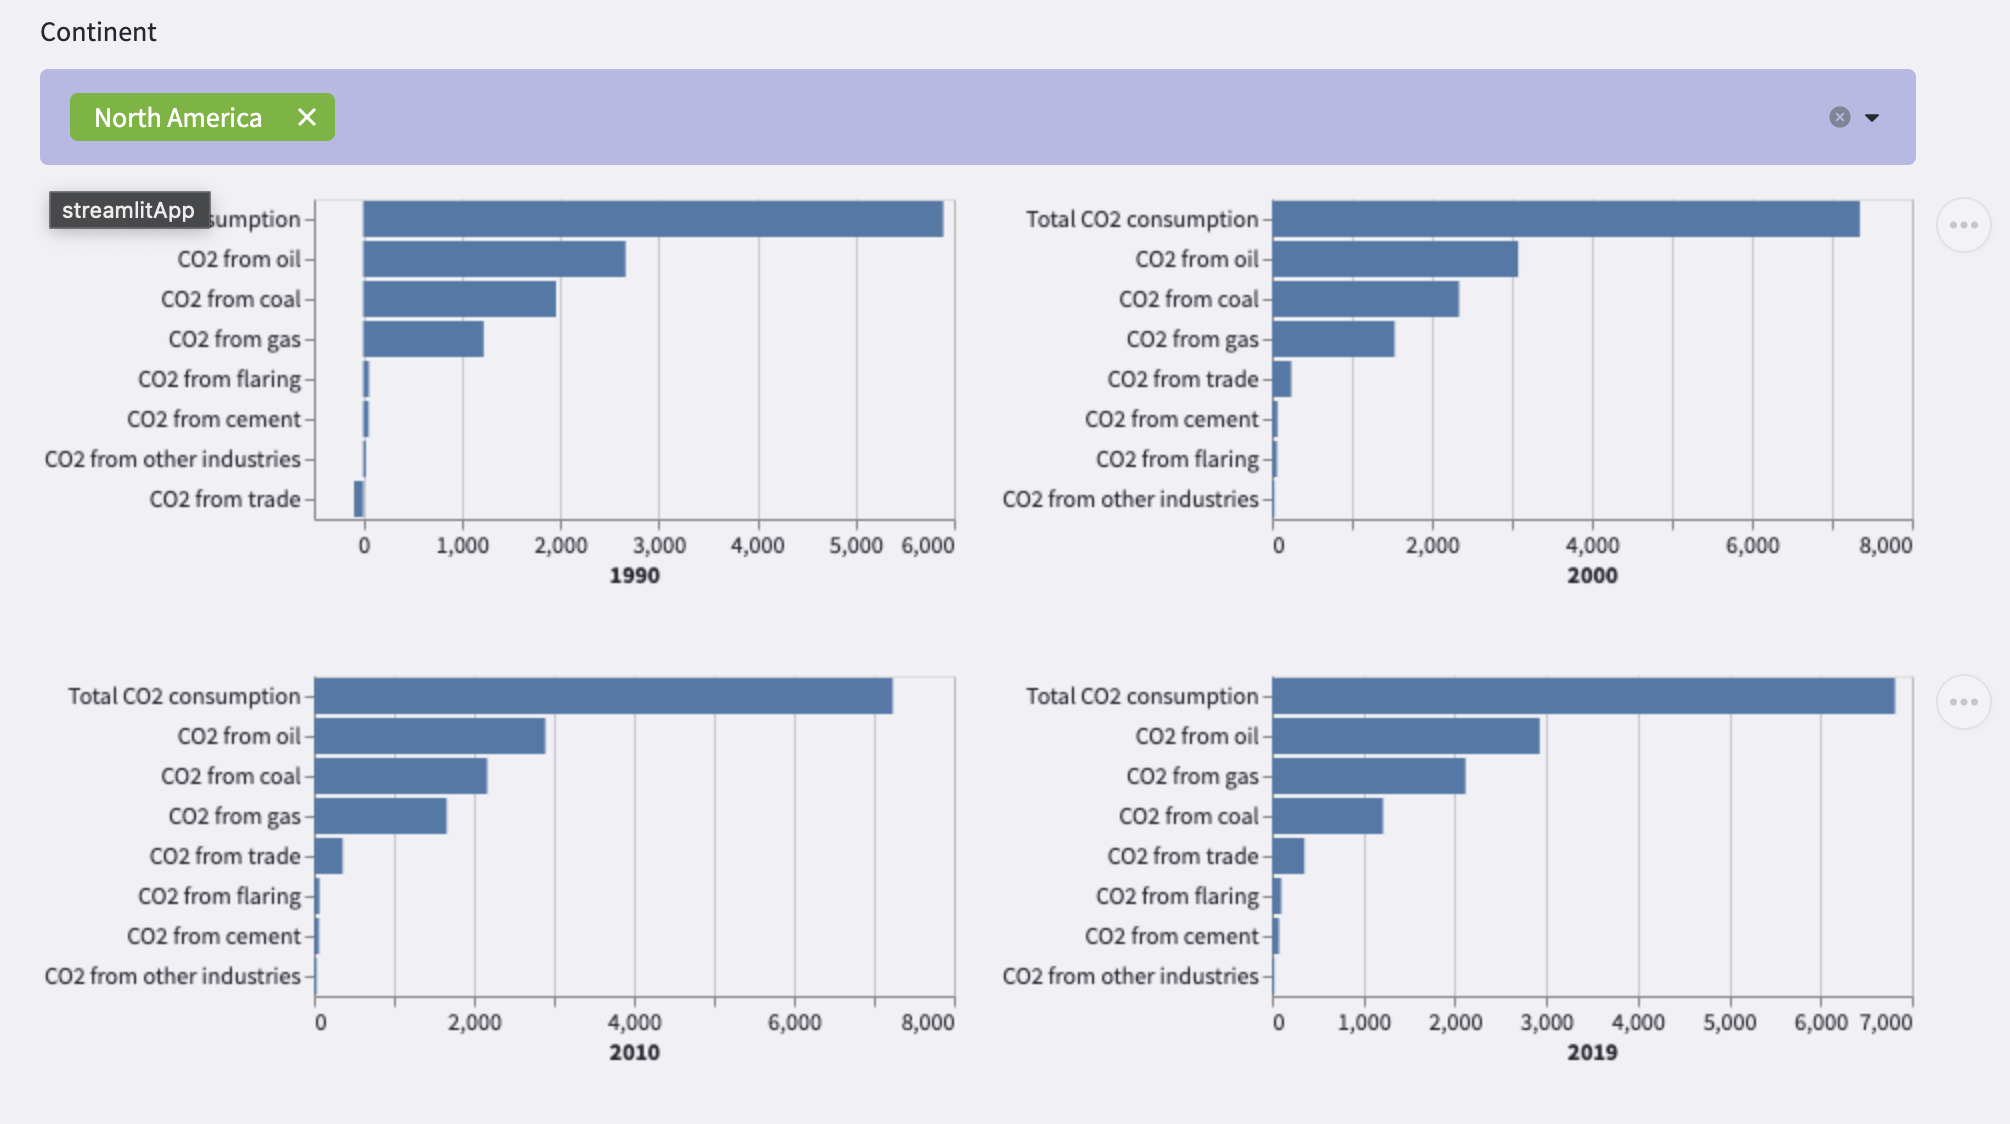 Continent
North America
streamlitApp
sumption
CO2 from oil
CO2 from coal
CO2 from gas
CO2 from flaring
CO2 from cement
CO2 from other industries
CO2 from trade
0 1,000 2,000 3,000 4,000 5,000 6,000
1990
Total CO2 consumption
CO2 from oil
CO2 from coal
CO2 from gas
CO2 from trade
CO2 from cement
CO2 from flaring
CO2 from other industries
0 2,000 4,000 6,000 8,000
2000
Total CO2 consumption
CO2 from oil
CO2 from coal
CO2 from gas
CO2 from trade
CO2 from flaring
CO2 from cement
CO2 from other industries
0 2,000 4,000 6,000 8,000
2010
Total CO2 consumption
CO2 from oil
CO2 from gas
CO2 from coal
CO2 from trade
CO2 from flaring
CO2 from cement
CO2 from other industries
0 1,000 2,000 3,000 4,000 5,000 6,000 7,000
2019